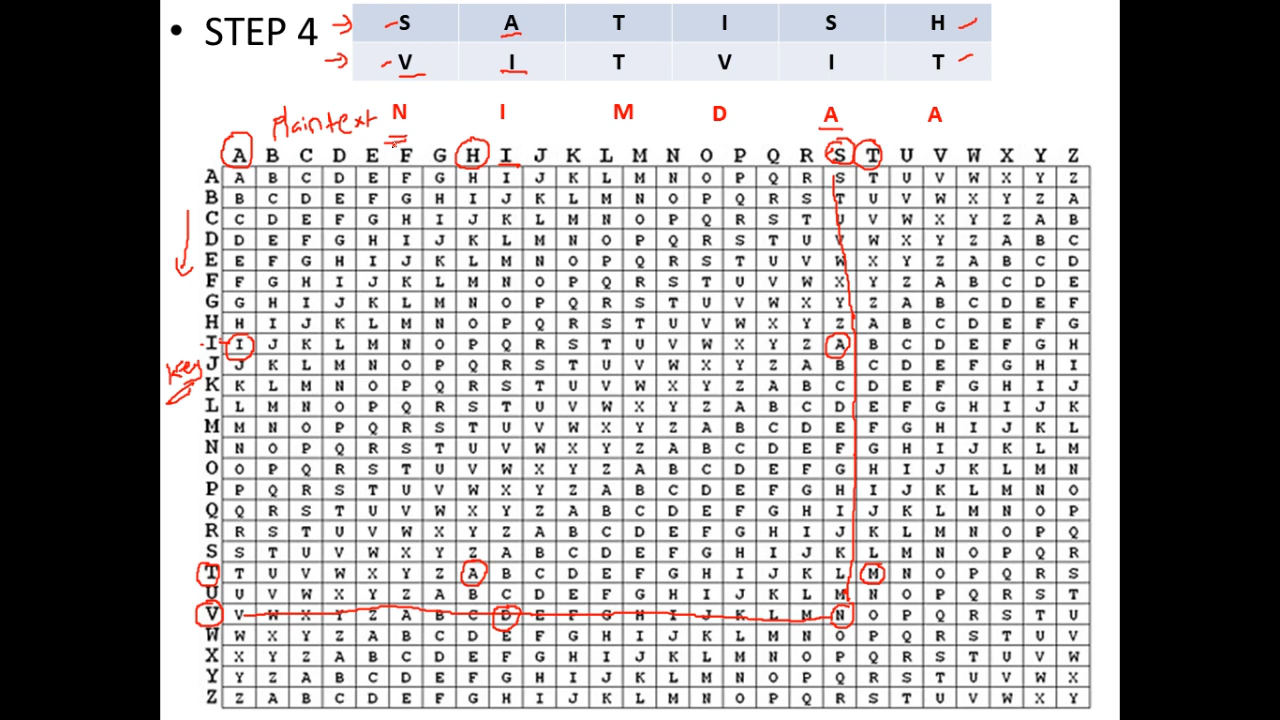 • STEP 4
S A T I S H
V I T V I T
N I M D A A
Plaintext
A B C D E F G H I J K L M N O P Q R S T U V W X Y Z
A A B C D E F G H I J K L M N O P Q R S T U V W X Y Z
B B C D E F G H I J K L M N O P Q R S T U V W X Y Z A
C C D E F G H I J K L M N O P Q R S T U V W X Y Z A B
D D E F G H I J K L M N O P Q R S T U V W X Y Z A B C
E E F G H I J K L M N O P Q R S T U V W X Y Z A B C D
F F G H I J K L M N O P Q R S T U V W X Y Z A B C D E
G G H I J K L M N O P Q R S T U V W X Y Z A B C D E F
H H I J K L M N O P Q R S T U V W X Y Z A B C D E F G
I I J K L M N O P Q R S T U V W X Y Z A B C D E F G H
Key
J J K L M N O P Q R S T U V W X Y Z A B C D E F G H I
K K L M N O P Q R S T U V W X Y Z A B C D E F G H I J
L L M N O P Q R S T U V W X Y Z A B C D E F G H I J K
M M N O P Q R S T U V W X Y Z A B C D E F G H I J K L
N N O P Q R S T U V W X Y Z A B C D E F G H I J K L M
O O P Q R S T U V W X Y Z A B C D E F G H I J K L M N
P P Q R S T U V W X Y Z A B C D E F G H I J K L M N O
Q Q R S T U V W X Y Z A B C D E F G H I J K L M N O P
R R S T U V W X Y Z A B C D E F G H I J K L M N O P Q
S S T U V W X Y Z A B C D E F G H I J K L M N O P Q R
T T U V W X Y Z A B C D E F G H I J K L M N O P Q R S
U U V W X Y Z A B C D E F G H I J K L M N O P Q R S T
V V W X Y Z A B C D E F G H I J K L M N O P Q R S T U
W W X Y Z A B C D E F G H I J K L M N O P Q R S T U V
X X Y Z A B C D E F G H I J K L M N O P Q R S T U V W
Y Y Z A B C D E F G H I J K L M N O P Q R S T U V W X
Z Z A B C D E F G H I J K L M N O P Q R S T U V W X Y